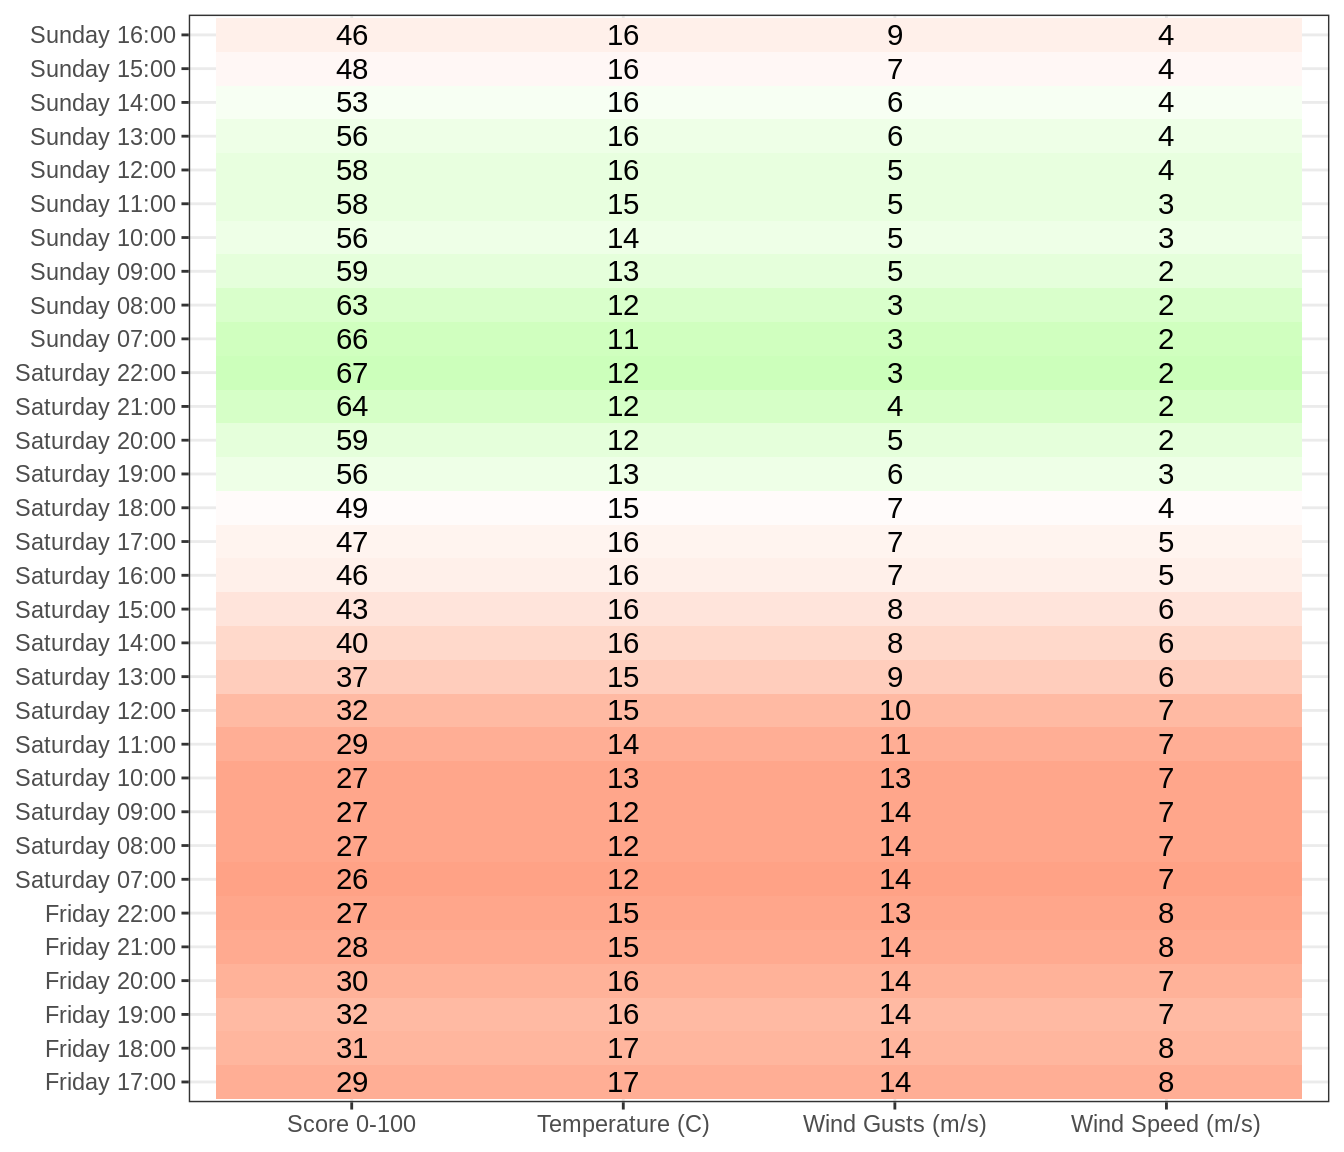 Sunday 16:00 46 16 9 4
Sunday 15:00 48 16 7 4
Sunday 14:00 53 16 6 4
Sunday 13:00 56 16 6 4
Sunday 12:00 58 16 5 4
Sunday 11:00 58 15 5 3
Sunday 10:00 56 14 5 3
Sunday 09:00 59 13 5 2
Sunday 08:00 63 12 3 2
Sunday 07:00 66 11 3 2
Saturday 22:00 67 12 3 2
Saturday 21:00 64 12 4 2
Saturday 20:00 59 12 5 2
Saturday 19:00 56 13 6 3
Saturday 18:00 49 15 7 4
Saturday 17:00 47 16 7 5
Saturday 16:00 46 16 7 5
Saturday 15:00 43 16 8 6
Saturday 14:00 40 16 8 6
Saturday 13:00 37 15 9 6
Saturday 12:00 32 15 10 7
Saturday 11:00 29 14 11 7
Saturday 10:00 27 13 13 7
Saturday 09:00 27 12 14 7
Saturday 08:00 27 12 14 7
Saturday 07:00 26 12 14 7
Friday 22:00 27 15 13 8
Friday 21:00 28 15 14 8
Friday 20:00 30 16 14 7
Friday 19:00 32 16 14 7
Friday 18:00 31 17 14 8
Friday 17:00 29 17 14 8
Score 0-100 Temperature (C) Wind Gusts (m/s) Wind Speed (m/s)